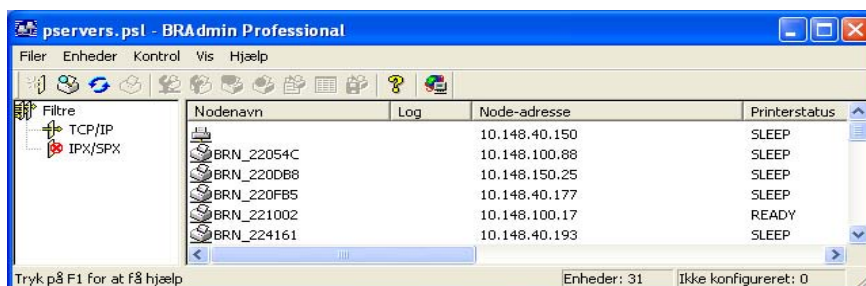 pservers.psl - BRAdmin Professional
Filer Enheder Kontrol Vis Hjælp
Filtre
TCP/IP
IPX/SPX
Nodenavn Log Node-adresse Printerstatus
10.148.40.150 SLEEP
BRN_22054C 10.148.100.88 SLEEP
BRN_220DB8 10.148.150.25 SLEEP
BRN_220FB5 10.148.40.177 SLEEP
BRN_221002 10.148.100.17 READY
BRN_224161 10.148.40.193 SLEEP
Tryk på F1 for at få hjælp Enheder: 31 Ikke konfigureret: 0